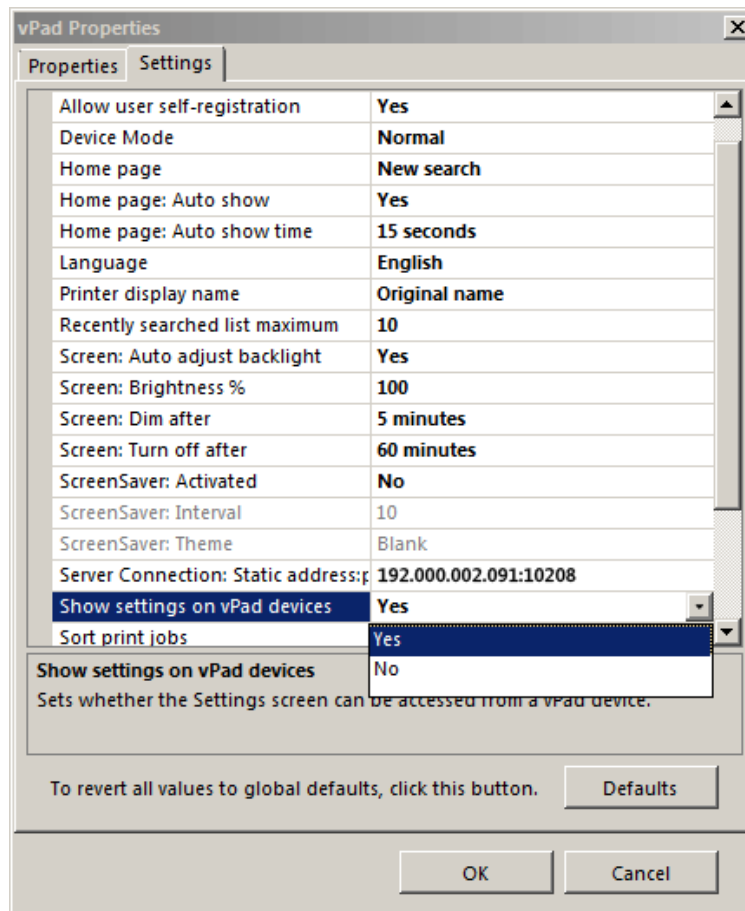 vPad Properties
Properties Settings
Allow user self-registration Yes
Device Mode Normal
Home page New search
Home page: Auto show Yes
Home page: Auto show time 15 seconds
Language English
Printer display name Original name
Recently searched list maximum 10
Screen: Auto adjust backlight Yes
Screen: Brightness % 100
Screen: Dim after 5 minutes
Screen: Turn off after 60 minutes
ScreenSaver: Activated No
ScreenSaver: Interval 10
ScreenSaver: Theme Blank
Server Connection: Static address:p 192.000.002.091:10208
Show settings on vPad devices Yes
Sort print jobs Yes
No
Show settings on vPad devices
Sets whether the Settings screen can be accessed from a vPad device.
To revert all values to global defaults, click this button. Defaults
OK Cancel